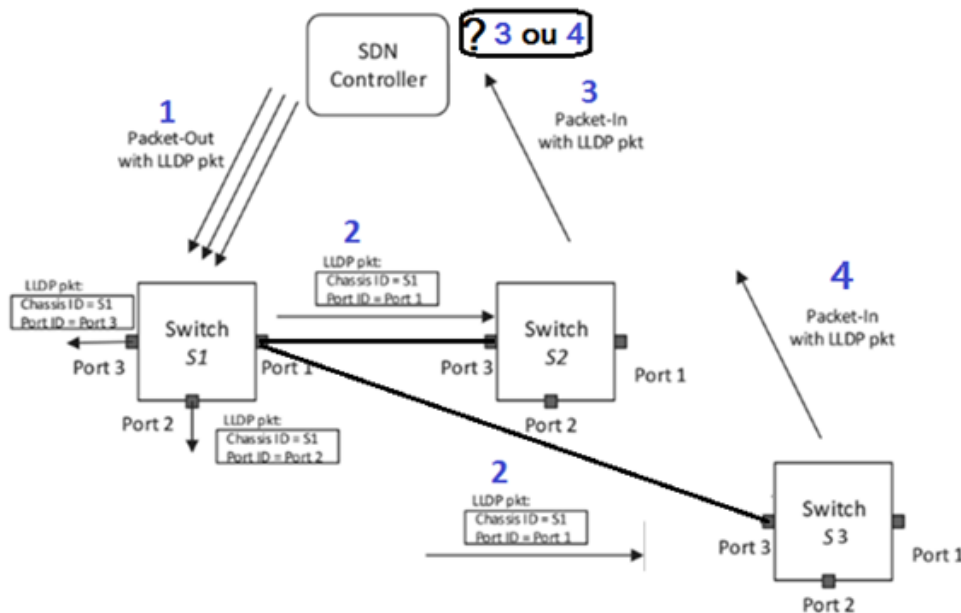 ? 3 ou 4
SDN
Controller
1
Packet-Out
with LLDP pkt
3
Packet-In
with LLDP pkt
2
LLDP pkt:
Chassis ID = S1
Port ID = Port 1
LLDP pkt:
Chassis ID = S1
Port ID = Port 3
Switch
S1
Port 3
Port 1
Port 2
LLDP pkt:
Chassis ID = S1
Port ID = Port 2
Switch
S2
Port 3
Port 1
Port 2
4
Packet-In
with LLDP pkt
2
LLDP pkt:
Chassis ID = S1
Port ID = Port 1
Switch
S3
Port 3
Port 1
Port 2